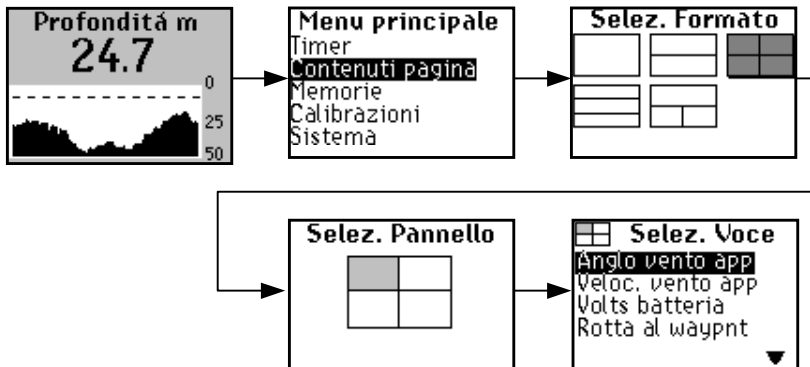 Profonditá m
24.7
0
25
50
Menu principale
Timer
Contenuti pagina
Memorie
Calibrazioni
Sistema
Selez. Formato
Selez. Pannello
Selez. Voce
Anglo vento app
Veloc. vento app
Volts batteria
Rotta al waypnt